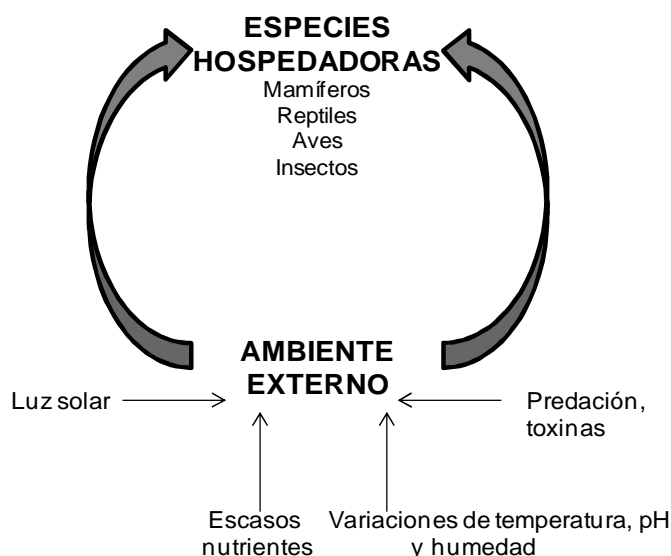 ESPECIES
HOSPEDADORAS
Mamíferos
Reptiles
Aves
Insectos
AMBIENTE
EXTERNO
Luz solar
Predación,
toxinas
Escasos
nutrientes
Variaciones de temperatura, pH
y humedad